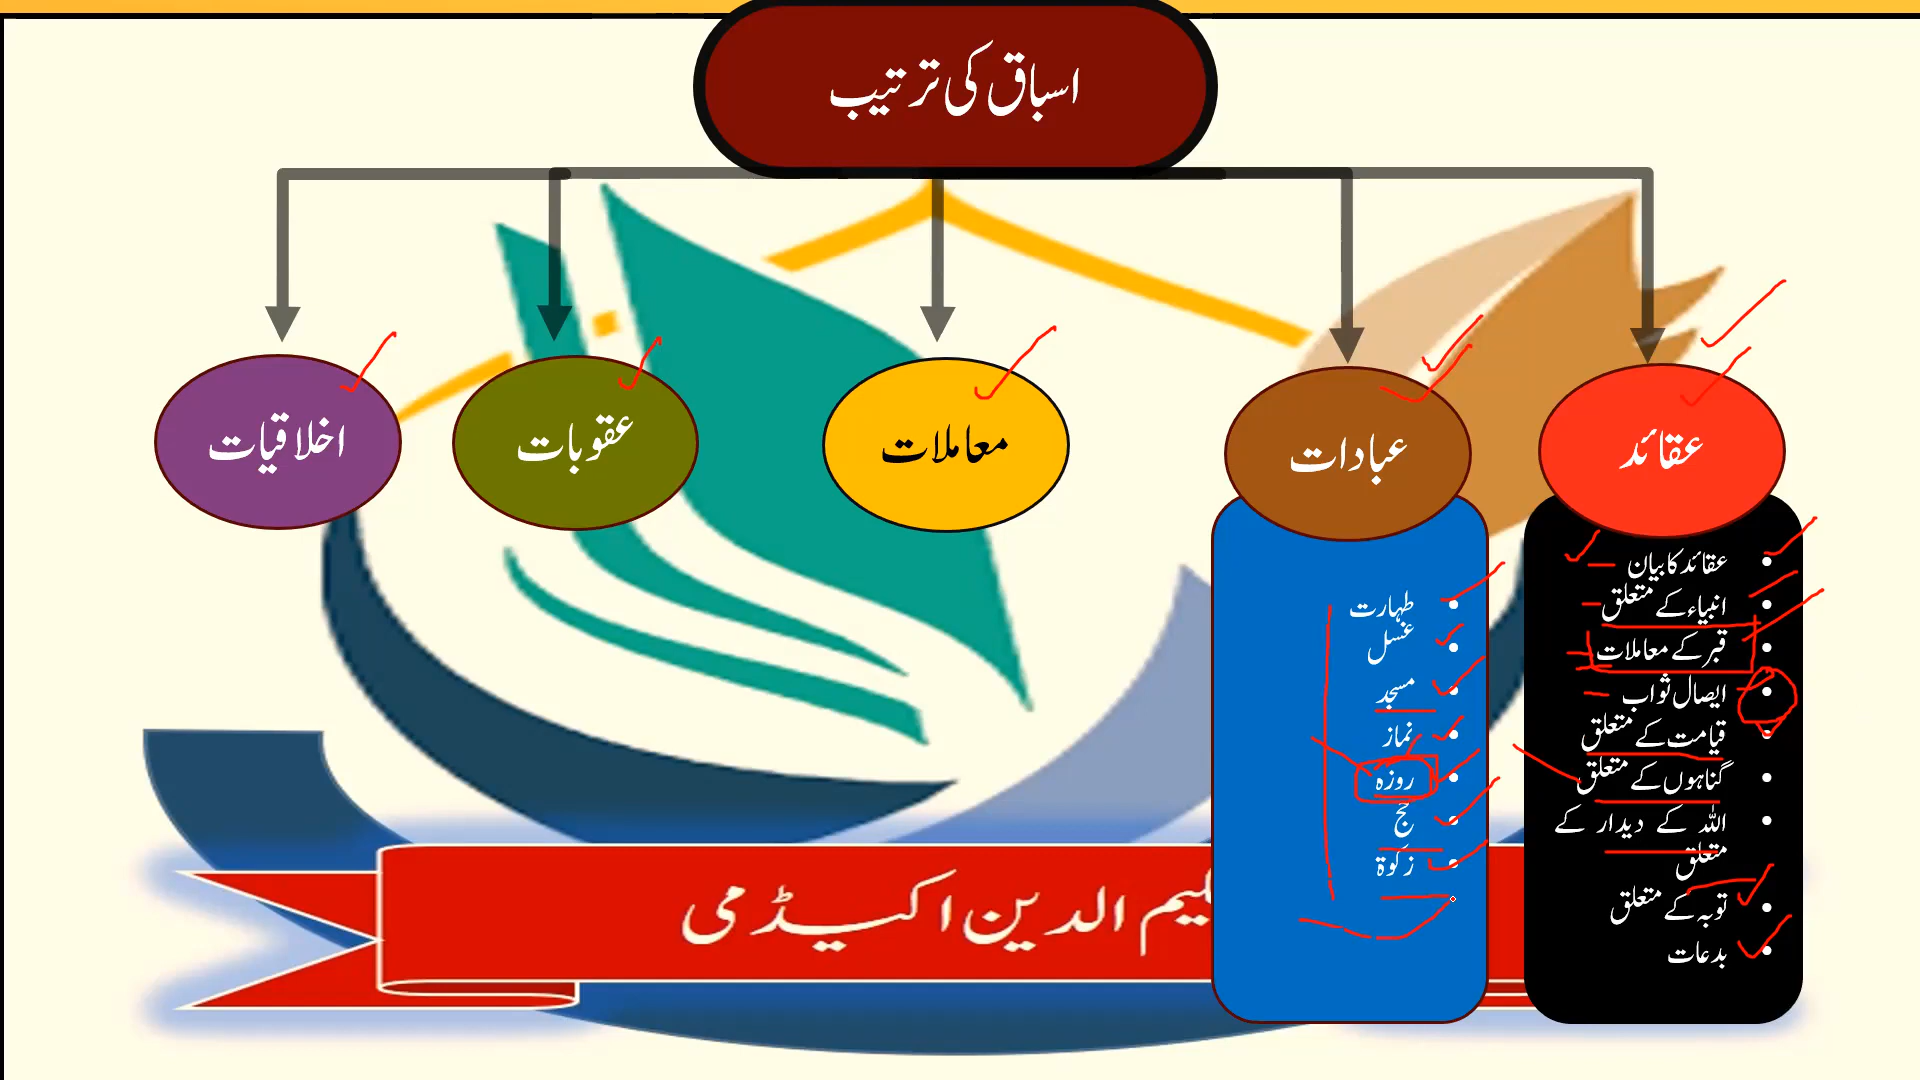 اسباق کی ترتیب
عقائد
عبادات
معاملات
عقوبات
اخلاقیات
عقائد کا بیان
انبیاء کے متعلق
قبر کے معاملات
ایصال ثواب
قیامت کے متعلق
گناہوں کے متعلق
اللہ کے دیدار کے
متعلق
توبہ کے متعلق
بدعات
طہارت
غسل
مسجد
نماز
روزہ
حج
زکوۃ
الدین اکیڈمی